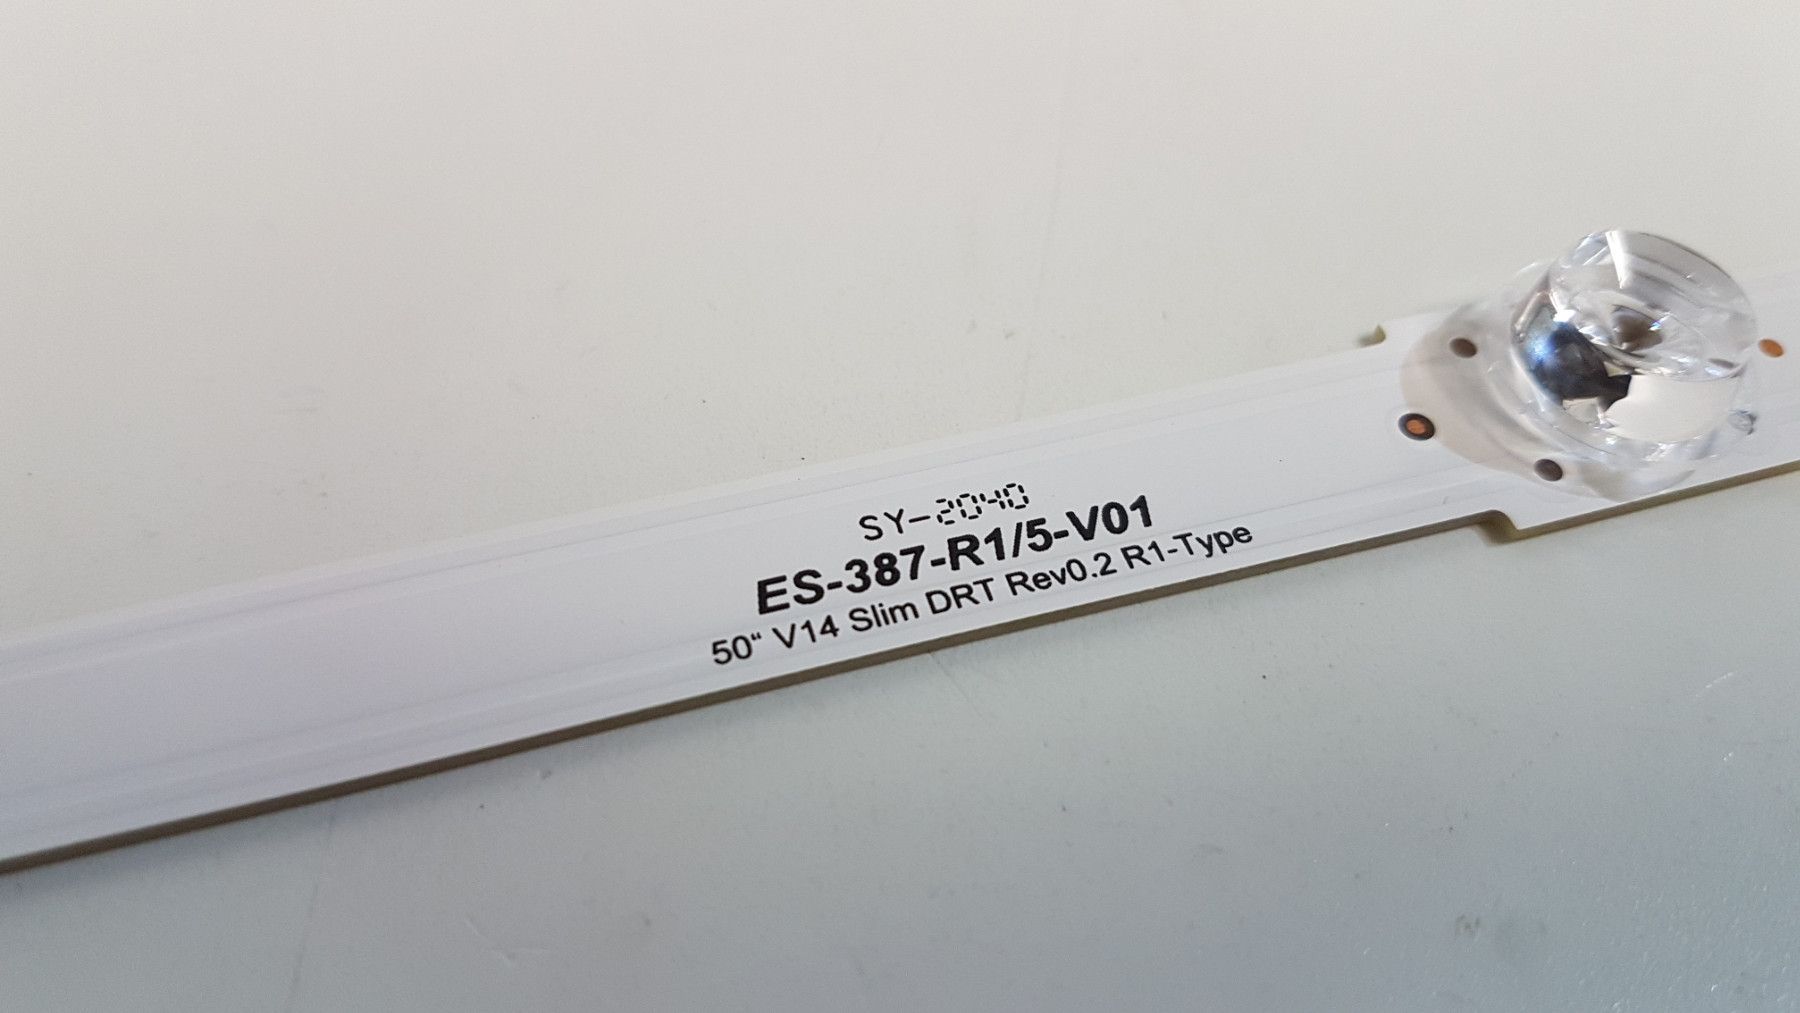 SY-2040
ES-387-R1/5-V01
50“ V14 Slim DRT Rev0.2 R1-Type